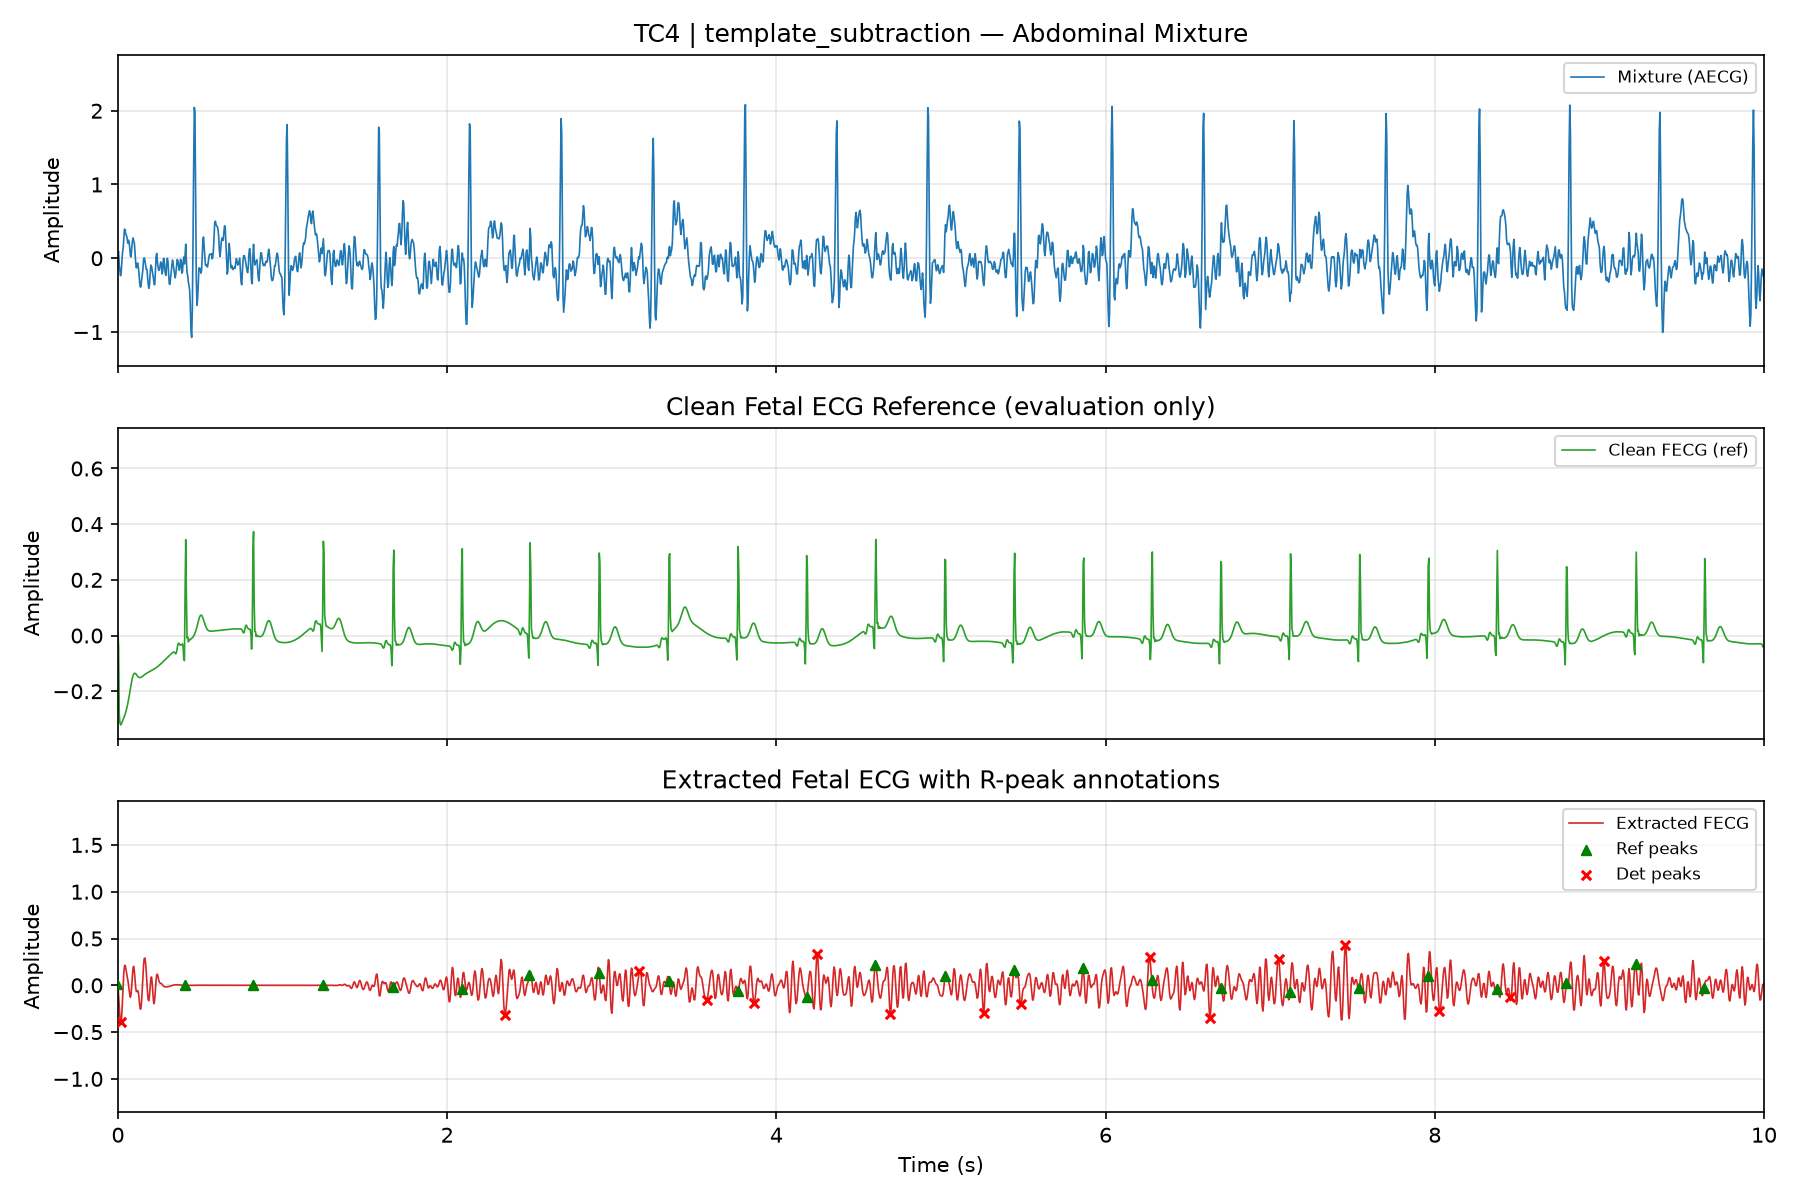 TC4 | template_subtraction — Abdominal Mixture
Mixture (AECG)
Amplitude
2
1
0
−1
Clean Fetal ECG Reference (evaluation only)
Clean FECG (ref)
Amplitude
0.6
0.4
0.2
0.0
−0.2
Extracted Fetal ECG with R-peak annotations
Extracted FECG
Ref peaks
Det peaks
Amplitude
1.5
1.0
0.5
0.0
−0.5
−1.0
0 2 4 6 8 10
Time (s)